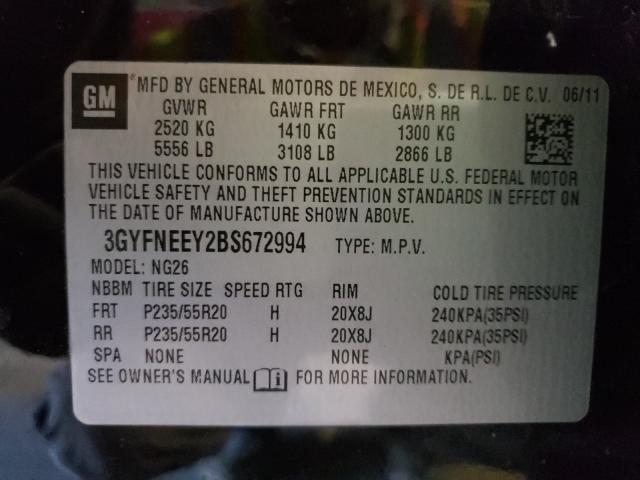 GM
MFD BY GENERAL MOTORS DE MEXICO, S. DE R.L. DE C.V. 06/11
GVWR GAWR FRT GAWR RR
2520 KG 1410 KG 1300 KG
5556 LB 3108 LB 2866 LB
THIS VEHICLE CONFORMS TO ALL APPLICABLE U.S. FEDERAL MOTOR
VEHICLE SAFETY AND THEFT PREVENTION STANDARDS IN EFFECT ON
THE DATE OF MANUFACTURE SHOWN ABOVE.
3GYFNEEY2BS672994 TYPE: M.P.V.
MODEL: NG26
NBBM TIRE SIZE SPEED RTG RIM COLD TIRE PRESSURE
FRT P235/55R20 H 20X8J 240KPA(35PSI)
RR P235/55R20 H 20X8J 240KPA(35PSI)
SPA NONE NONE KPA(PSI)
SEE OWNER'S MANUAL i FOR MORE INFORMATION.